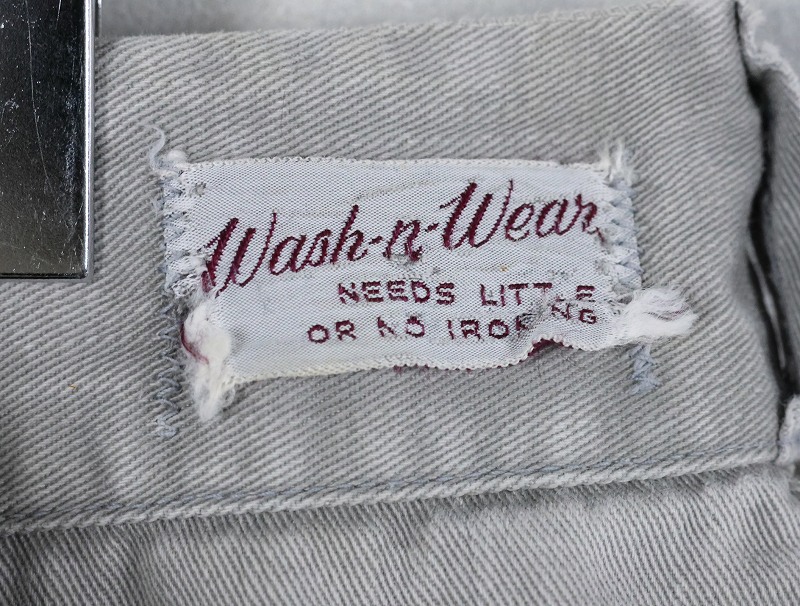 Wash-n-Wear
NEEDS LITTLE
OR NO IRONING